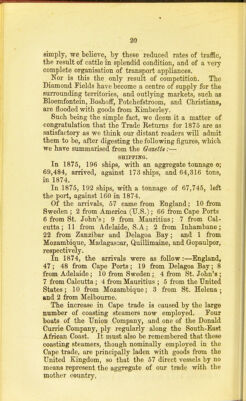 20
simply, we believe, by these reduced rates of traffic,
the result of cattle in splendid condition, and of a very
complete organisation of transport appliances.
Nor is this the only result of competition. The
Diamond Fields have become a centre of supply for the
surrounding territories, and outlying markets, such as
Bloemfontein, Boshoff, Potchefstroom, and Christiana,
are flooded with goods from Kimberley.
Such being the simple fact, we deem it a matter of
congratulation that the Trade Returns for 1875 are as
satisfactory as we think our distant readers will admit
them to be, after digesting the following figures, which
we have summarised from the Gazette :—
SHIPPING.
In 1875, 196 ships, with an aggregate tonnage o;
69,484, arrived, against 173 ships, and 64,316 tons,
in 1874.
In 1875, 192 ships, with a tonnage of 67,745, left
the port, against 160 in 1874.
Of the arrivals, 57 came from England; 10 from
Sweden; 2 from America (U.S.); 66 from Cape Ports
6 from St. John's; 9 from Mauritius; 7 from Cal-
cutta; 11 from Adelaide, S.A.; 2 from Inhambane;
22 from Zanzibar and Delagoa Bay; and 1 from
Mozambique, Madagascar, Quillimaine, and Gopaulpor,
respectively.
In 1874, the arrivals were as follow :—England,
47; 48 from Cape Ports; 19 from Delagoa Bay; 8
from Adelaide; 10 from Sweden; 4 from St. John's;
7 from Calcutta; 4 from Mauritius; 5 from the United
States; 10 from Mozambique; 3 from St. Helena;
and 2 from Melbourne.
The increase in Cape trade is caused by the large
number of coasting steamers now employed. Four
boats of the Union Company, and one of the Donald
Currie Company, ply regularly along the South-East
African Coast. It must also be remembered that these
coasting steamers, though nominally employed in the
Cape trade, are principally laden with goods from the
United Kingdom, so that the 57 direct vessels by no
means represent the aggregate of our trade with the
mother country.